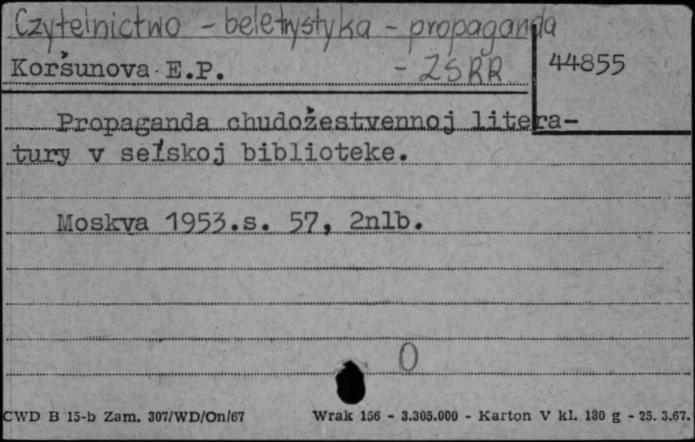 Czytelnictwo - beletrystyka - propaganda
Koršunova E.P. - ZSRR 44855
Propaganda chudožestvennoj litera-
tury v sel'skoj biblioteke.
Moskva 1953.s. 57, 2nlb.
0
CWD B 15-b Zam. 307/WD/On/67 Wrak 156 - 3.305.000 - Karton V kl. 180 g - 25. 3.67.